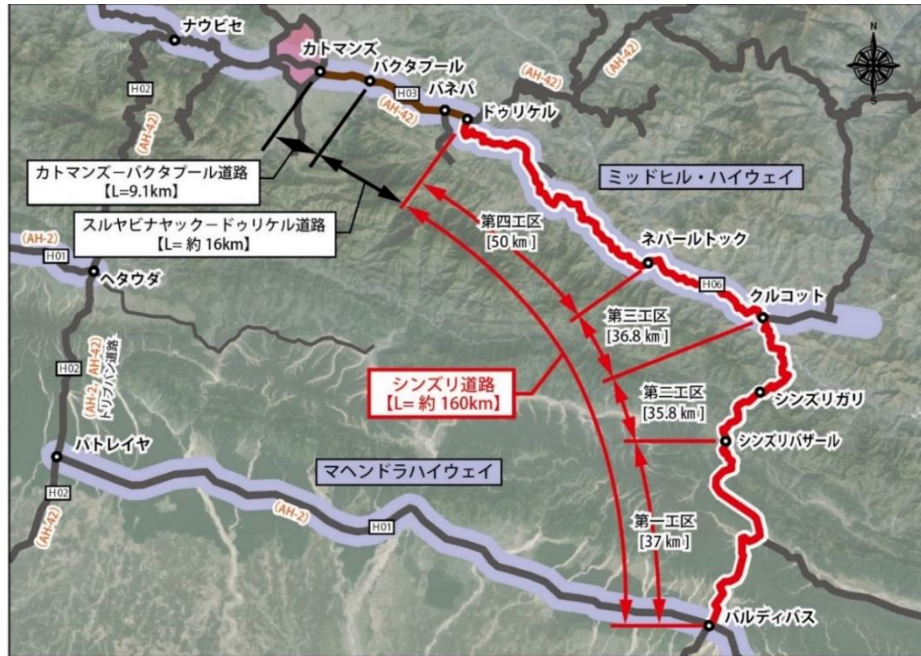 ナウビセ
カトマンズ
バクタプール
バネパ
ドゥリケル
N
S
(AH-42)
(AH-42)
(AH-42)
(AH-42)
H02
H03
カトマンズ−バクタプール道路
【L=9.1km】
スルヤビナヤック−ドゥリケル道路
【L= 約 16km】
ミッドヒル・ハイウェイ
第四工区
[50 ㎞]
ネパールトック
H06
クルコット
第三工区
[36.8 ㎞]
(AH-2)
H01
ヘタウダ
シンズリ道路
【L= 約 160km】
第二工区
[35.8 ㎞]
シンズリガリ
シンズリバザール
H02
(AH-2, AH-42)
トリブバン道路
パトレイヤ
マヘンドラハイウェイ
H02
(AH-42)
(AH-2)
H01
第一工区
[37 ㎞]
バルディバス